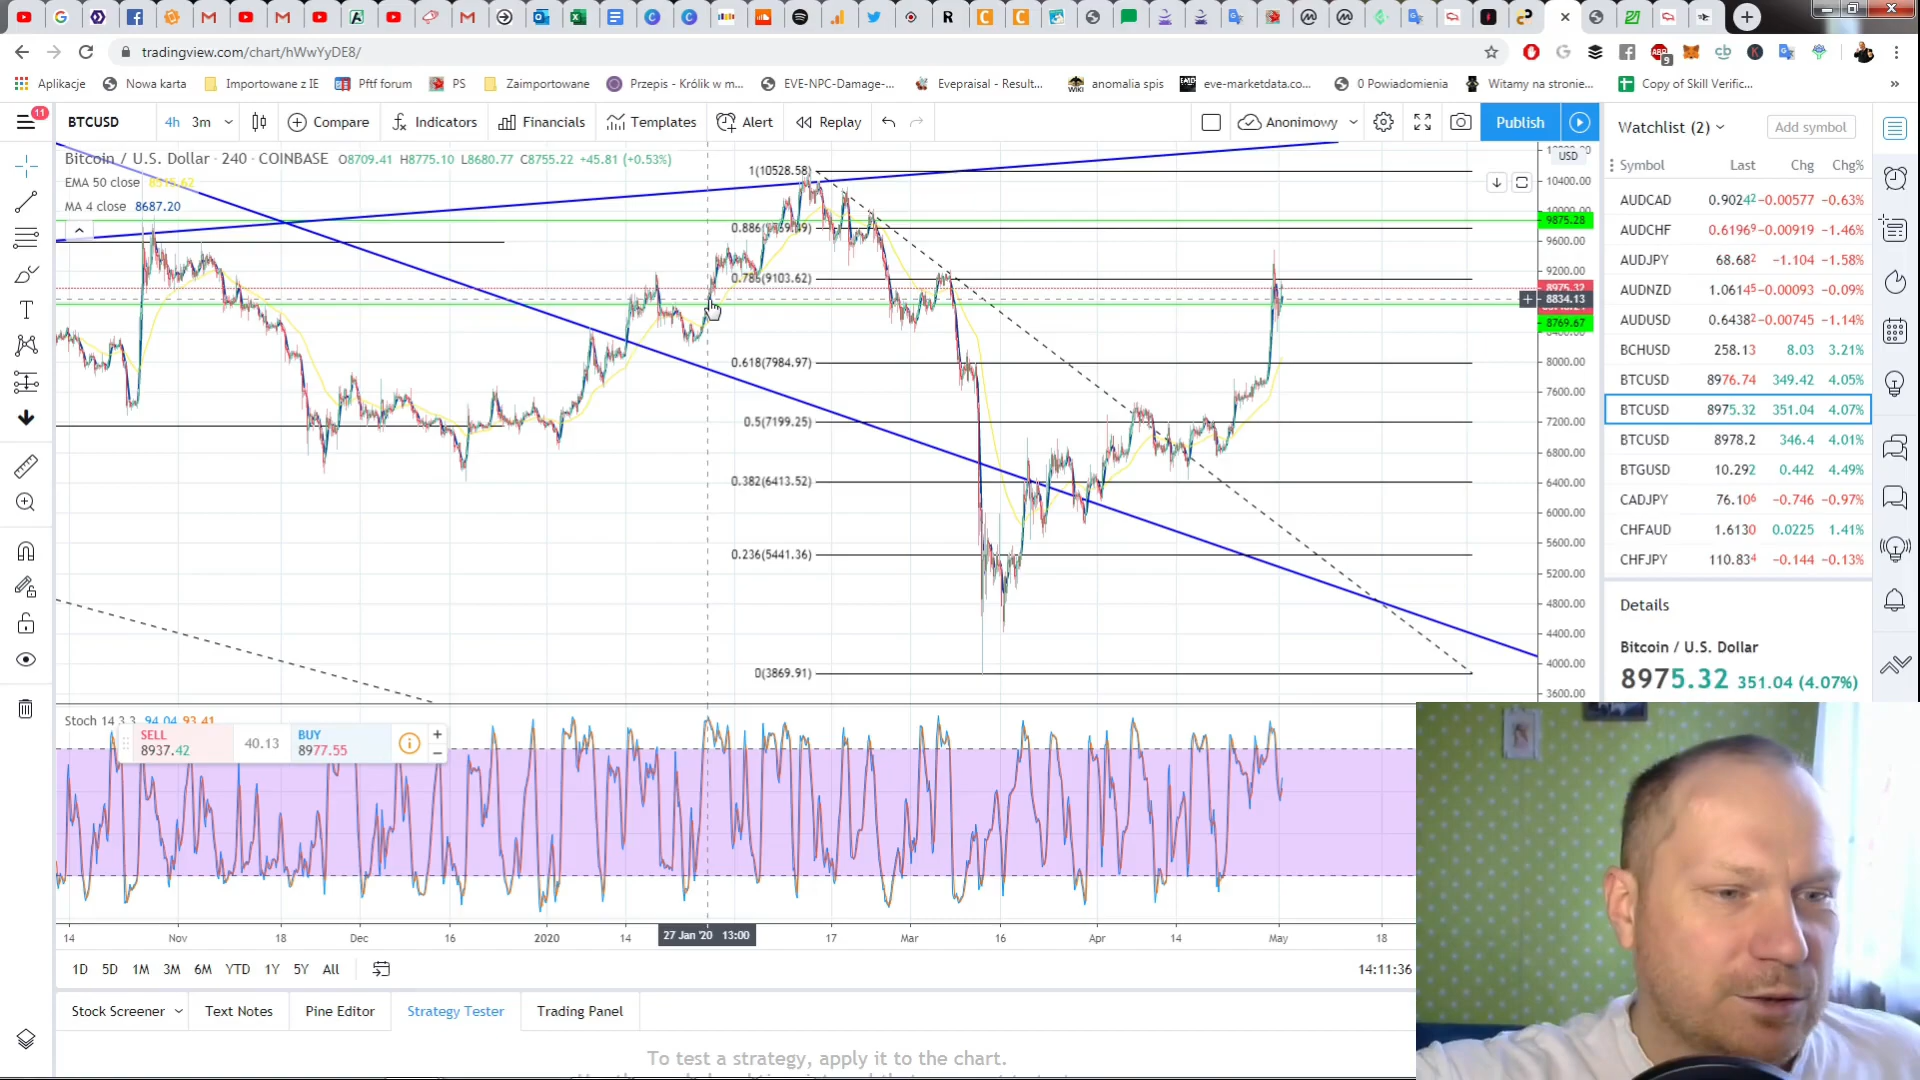 tradingview.com/chart/hWwYyDE8/
Aplikacje
Nowa karta
Importowane z IE
Pftf forum
PS
Zaimportowane
Przepis - Królik w m...
EVE-NPC-Damage-...
Evepraisal - Result...
anomalia spis
eve-marketdata.co...
0 Powiadomienia
Witamy na stronie...
Copy of Skill Verific...
11
BTCUSD
4h
3m
Compare
Indicators
Financials
Templates
Alert
Replay
Anonimowy
Publish
Bitcoin / U.S. Dollar · 240 · COINBASE
O8709.41 H8775.10 L8680.77 C8755.22 +45.81 (+0.53%)
EMA 50 close
MA 4 close 8687.20
1(10528.58)
0.786(9103.62)
0.618(7984.97)
0.5(7199.25)
0.382(6413.52)
0.236(5441.36)
0(3869.91)
USD
10400.00
9875.28
9600.00
9200.00
8975.32
8834.13
8769.67
8000.00
7600.00
7200.00
6800.00
6400.00
6000.00
5600.00
5200.00
4800.00
4400.00
4000.00
3600.00
Stoch 14 3 3 94.04 93.41
SELL
8937.42
40.13
BUY
8977.55
14
Nov
18
Dec
16
2020
14
27 Jan '20 13:00
17
Mar
16
Apr
14
May
18
1D
5D
1M
3M
6M
YTD
1Y
5Y
All
14:11:36
Stock Screener
Text Notes
Pine Editor
Strategy Tester
Trading Panel
To test a strategy, apply it to the chart.
Watchlist (2)
Add symbol
Symbol Last Chg Chg%
AUDCAD 0.90242 -0.00577 -0.63%
AUDCHF 0.61969 -0.00919 -1.46%
AUDJPY 68.682 -1.104 -1.58%
AUDNZD 1.06145 -0.00093 -0.09%
AUDUSD 0.64382 -0.00745 -1.14%
BCHUSD 258.13 8.03 3.21%
BTCUSD 8976.74 349.42 4.05%
BTCUSD 8975.32 351.04 4.07%
BTCUSD 8978.2 346.4 4.01%
BTGUSD 10.292 0.442 4.49%
CADJPY 76.106 -0.746 -0.97%
CHFAUD 1.6130 0.0225 1.41%
CHFJPY 110.834 -0.144 -0.13%
Details
Bitcoin / U.S. Dollar
8975.32 351.04 (4.07%)